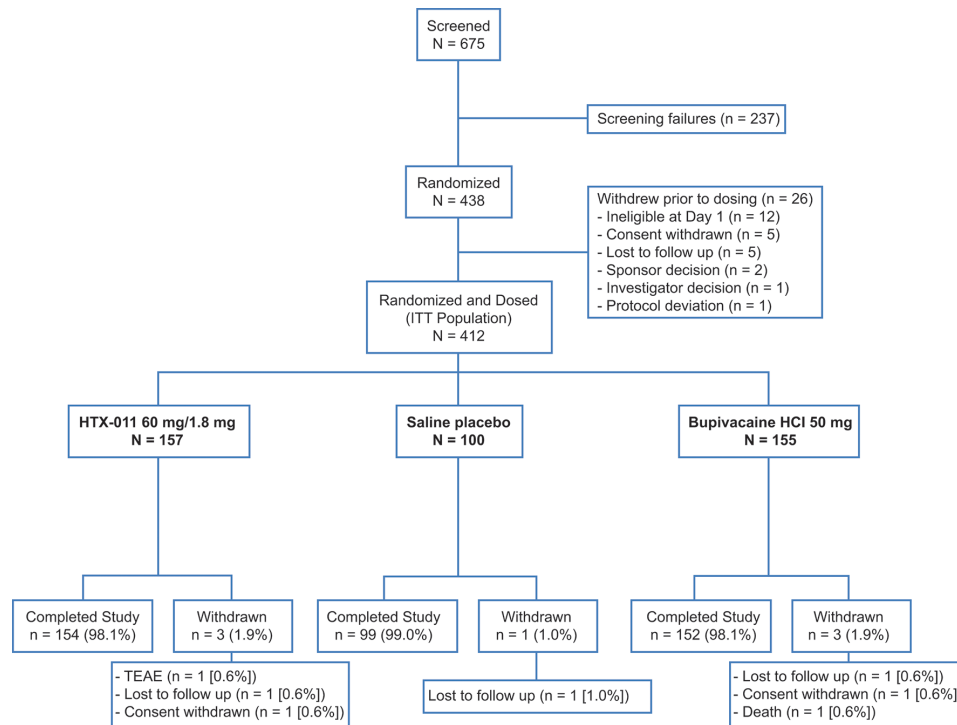 Screened
N = 675
Screening failures (n = 237)
Randomized
N = 438
Withdrew prior to dosing (n = 26)
- Ineligible at Day 1 (n = 12)
- Consent withdrawn (n = 5)
- Lost to follow up (n = 5)
- Sponsor decision (n = 2)
- Investigator decision (n = 1)
- Protocol deviation (n = 1)
Randomized and Dosed
(ITT Population)
N = 412
HTX-011 60 mg/1.8 mg
N = 157
Saline placebo
N = 100
Bupivacaine HCl 50 mg
N = 155
Completed Study
n = 154 (98.1%)
Withdrawn
n = 3 (1.9%)
Completed Study
n = 99 (99.0%)
Withdrawn
n = 1 (1.0%)
Completed Study
n = 152 (98.1%)
Withdrawn
n = 3 (1.9%)
- TEAE (n = 1 [0.6%])
- Lost to follow up (n = 1 [0.6%])
- Consent withdrawn (n = 1 [0.6%])
Lost to follow up (n = 1 [1.0%])
- Lost to follow up (n = 1 [0.6%])
- Consent withdrawn (n = 1 [0.6%]
- Death (n = 1 [0.6%])